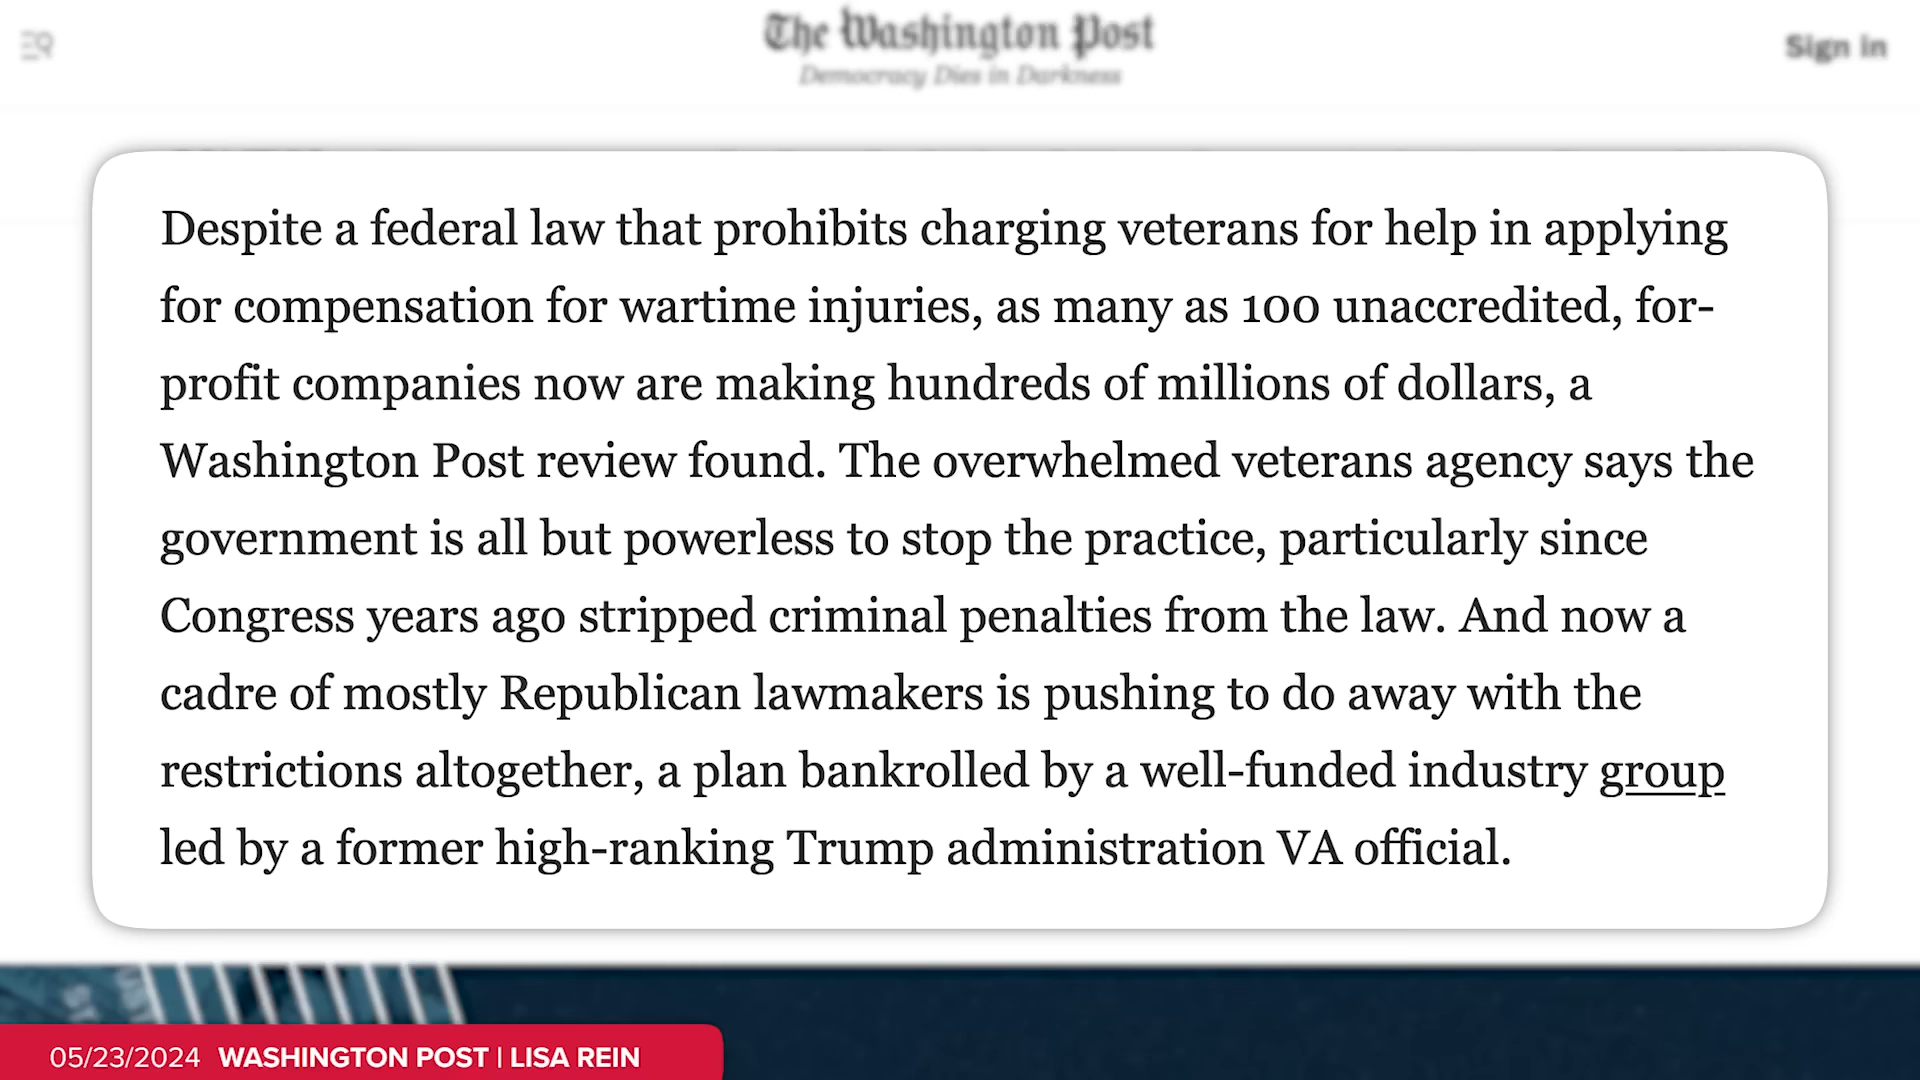 The Washington Post
Democracy Dies in Darkness
Sign in
Despite a federal law that prohibits charging veterans for help in applying
for compensation for wartime injuries, as many as 100 unaccredited, for-
profit companies now are making hundreds of millions of dollars, a
Washington Post review found. The overwhelmed veterans agency says the
government is all but powerless to stop the practice, particularly since
Congress years ago stripped criminal penalties from the law. And now a
cadre of mostly Republican lawmakers is pushing to do away with the
restrictions altogether, a plan bankrolled by a well-funded industry group
led by a former high-ranking Trump administration VA official.
05/23/2024 WASHINGTON POST | LISA REIN